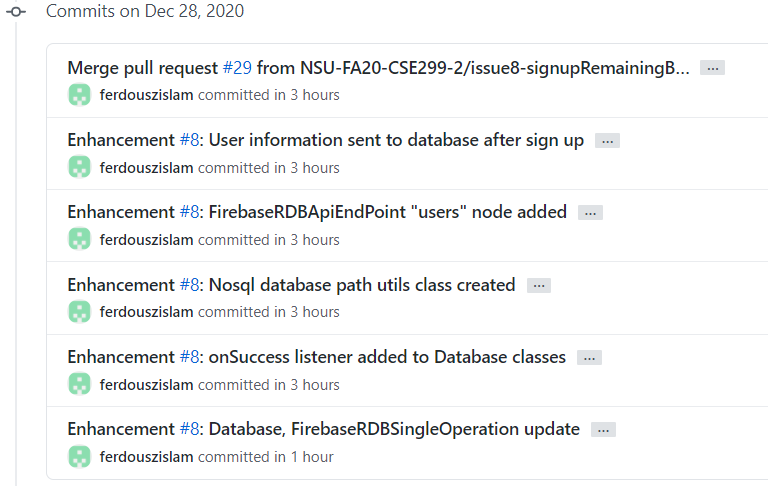 Commits on Dec 28, 2020
Merge pull request #29 from NSU-FA20-CSE299-2/issue8-signupRemainingB... ...
ferdouszislam committed in 3 hours
Enhancement #8: User information sent to database after sign up ...
ferdouszislam committed in 3 hours
Enhancement #8: FirebaseRDBApiEndPoint "users" node added ...
ferdouszislam committed in 3 hours
Enhancement #8: Nosql database path utils class created ...
ferdouszislam committed in 3 hours
Enhancement #8: onSuccess listener added to Database classes ...
ferdouszislam committed in 3 hours
Enhancement #8: Database, FirebaseRDBSingleOperation update ...
ferdouszislam committed in 1 hour